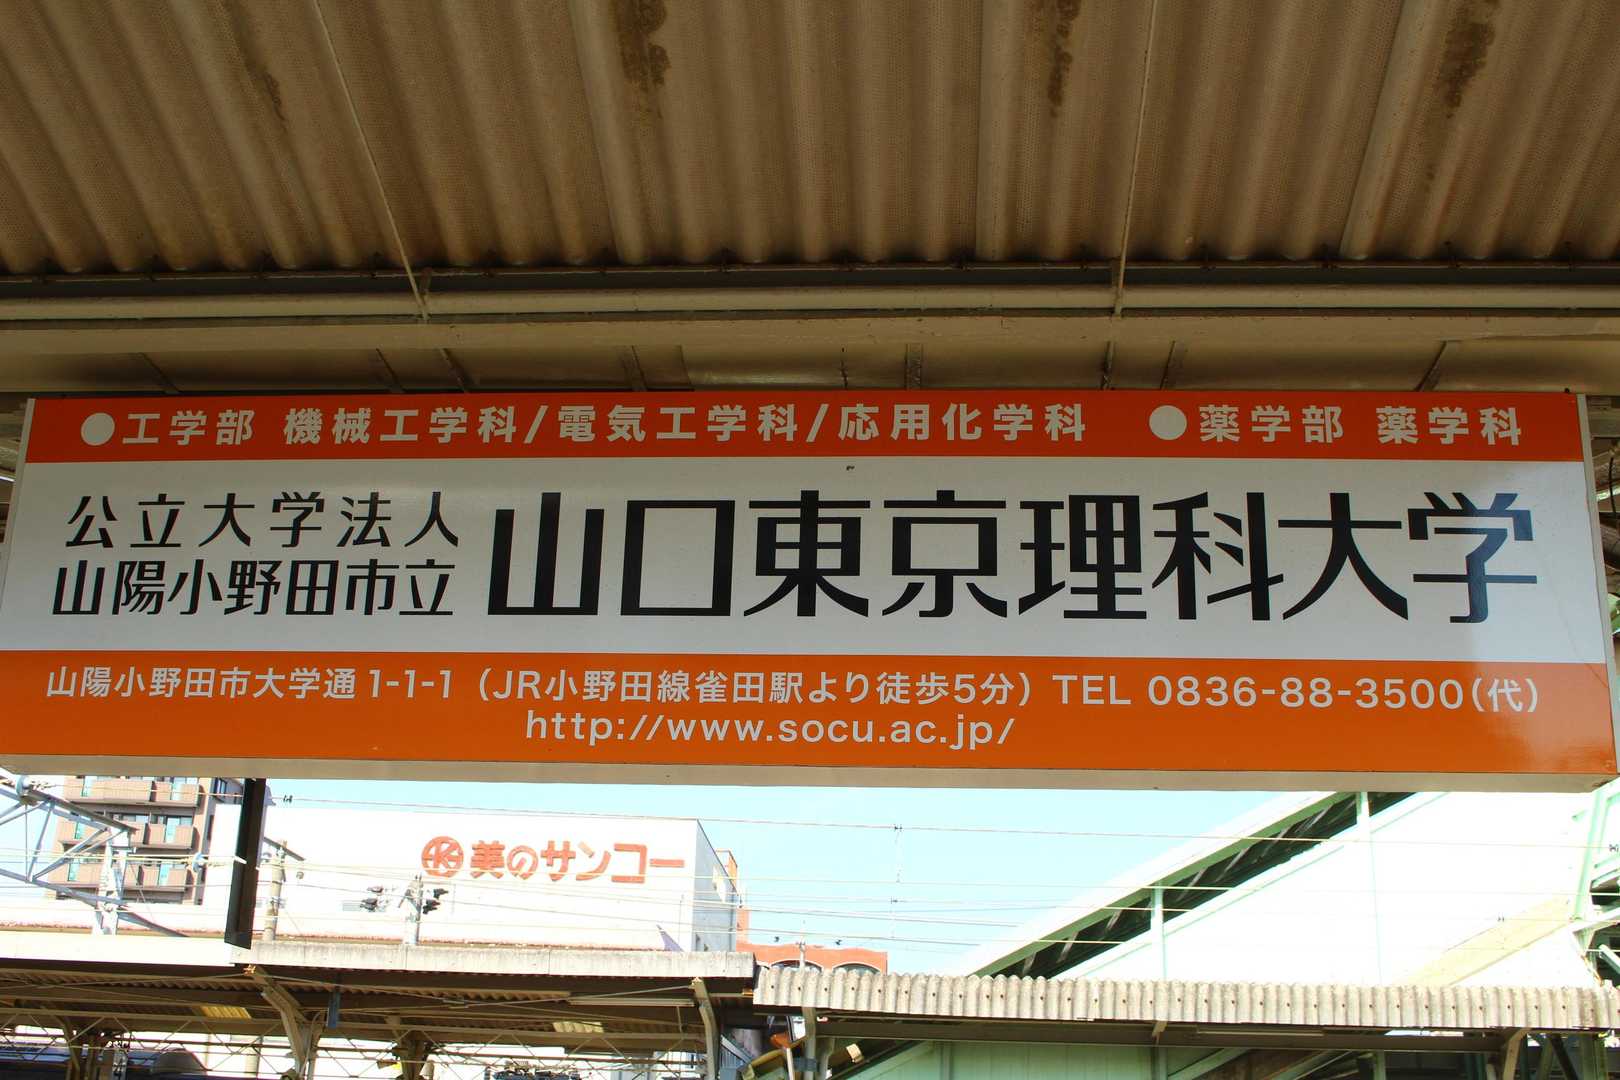 ●工学部 機械工学科/電気工学科/応用化学科 ●薬学部 薬学科
公立大学法人
山陽小野田市立 山口東京理科大学
山陽小野田市大学通1-1-1（JR小野田線雀田駅より徒歩5分）TEL 0836-88-3500(代)
http://www.socu.ac.jp/
美のサンコー